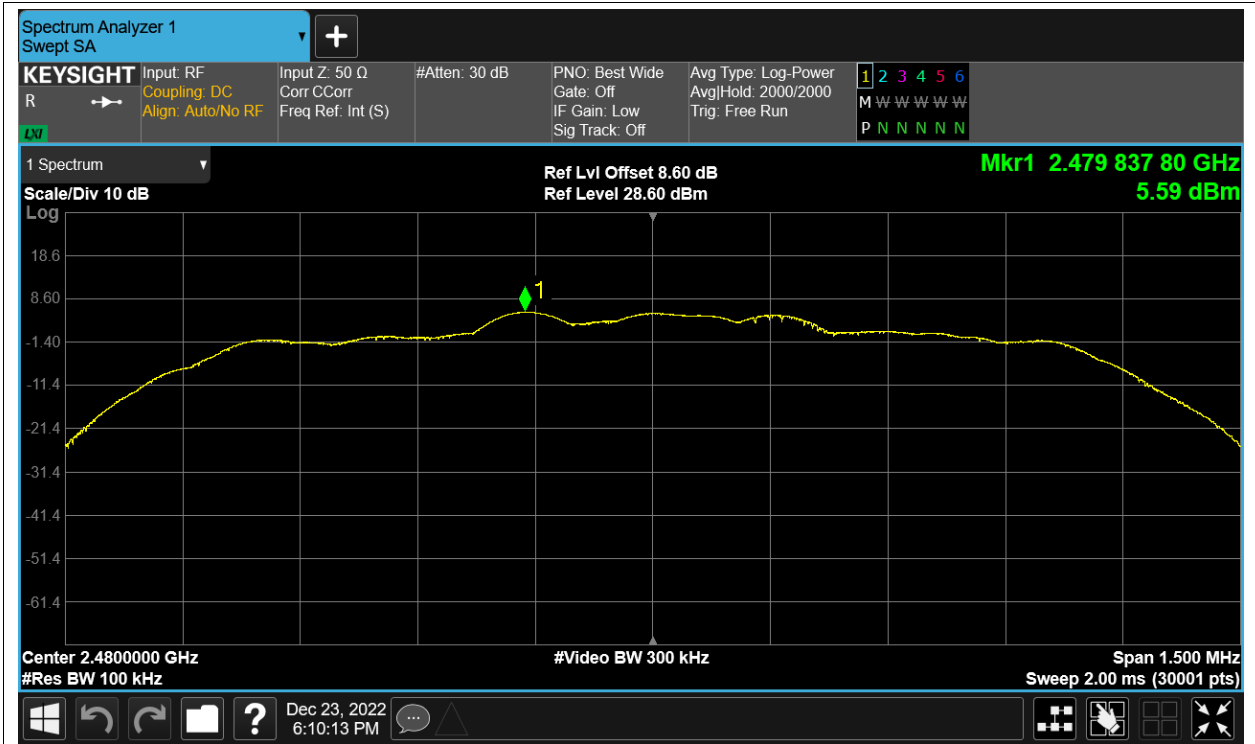 Spectrum Analyzer 1
Swept SA
KEYSIGHT
R
LXI
Input: RF
Coupling: DC
Align: Auto/No RF
Input Z: 50 Ω
Corr CCorr
Freq Ref: Int (S)
#Atten: 30 dB
PNO: Best Wide
Gate: Off
IF Gain: Low
Sig Track: Off
Avg Type: Log-Power
Avg|Hold: 2000/2000
Trig: Free Run
1 2 3 4 5 6
M W W W W W
P N N N N N
1 Spectrum
Scale/Div 10 dB
Log
Ref Lvl Offset 8.60 dB
Ref Level 28.60 dBm
Mkr1 2.479 837 80 GHz
5.59 dBm
18.6
8.60
1
-1.40
-11.4
-21.4
-31.4
-41.4
-51.4
-61.4
Center 2.4800000 GHz
#Res BW 100 kHz
#Video BW 300 kHz
Span 1.500 MHz
Sweep 2.00 ms (30001 pts)
?
Dec 23, 2022
6:10:13 PM